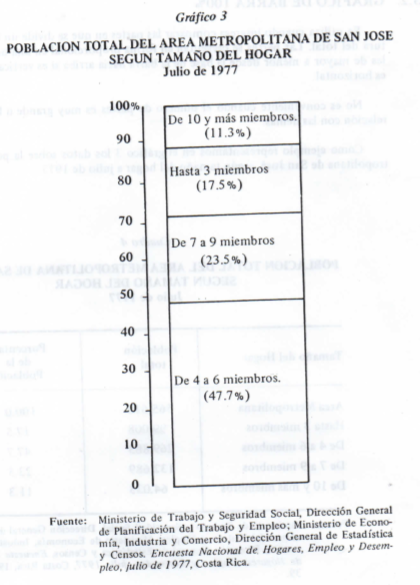 Gráfico 3
POBLACION TOTAL DEL AREA METROPOLITANA DE SAN JOSE
SEGUN TAMAÑO DEL HOGAR
Julio de 1977
100%
De 10 y más miembros.
(11.3%)
90
Hasta 3 miembros
(17.5%)
80
70
De 7 a 9 miembros
(23.5%)
60
50
40
30
De 4 a 6 miembros.
(47.7%)
20
10
0
Fuente: Ministerio de Trabajo y Seguridad Social, Dirección General
de Planificación del Trabajo y Empleo; Ministerio de Econo-
mía, Industria y Comercio, Dirección General de Estadística
y Censos. Encuesta Nacional de Hogares, Empleo y Desem-
pleo, julio de 1977, Costa Rica.